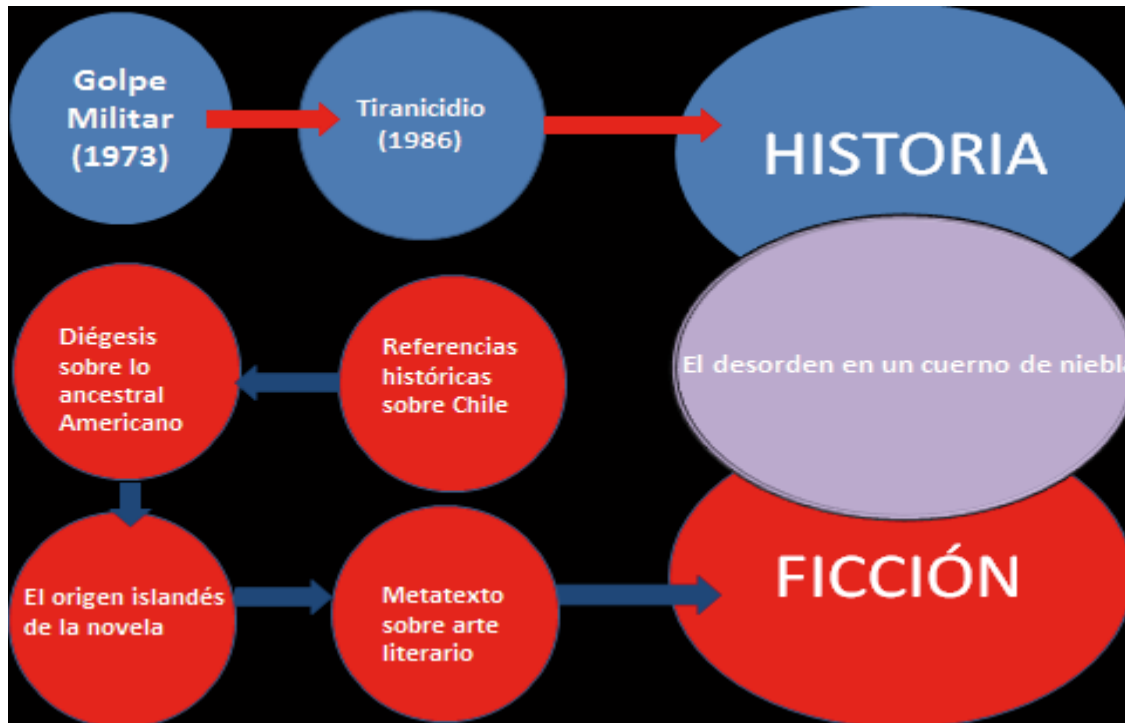 Golpe
Militar
(1973)
Tiranicidio
(1986)
HISTORIA
Diégesis
sobre lo
ancestral
Americano
Referencias
históricas
sobre Chile
El desorden en un cuerno de niebla
El origen islandés
de la novela
Metatexto
sobre arte
literario
FICCIÓN